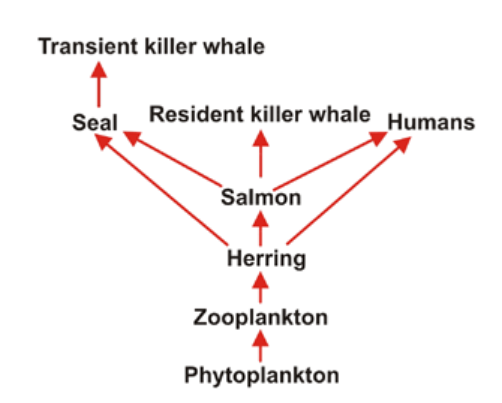 Transient killer whale
Seal
Resident killer whale
Humans
Salmon
Herring
Zooplankton
Phytoplankton